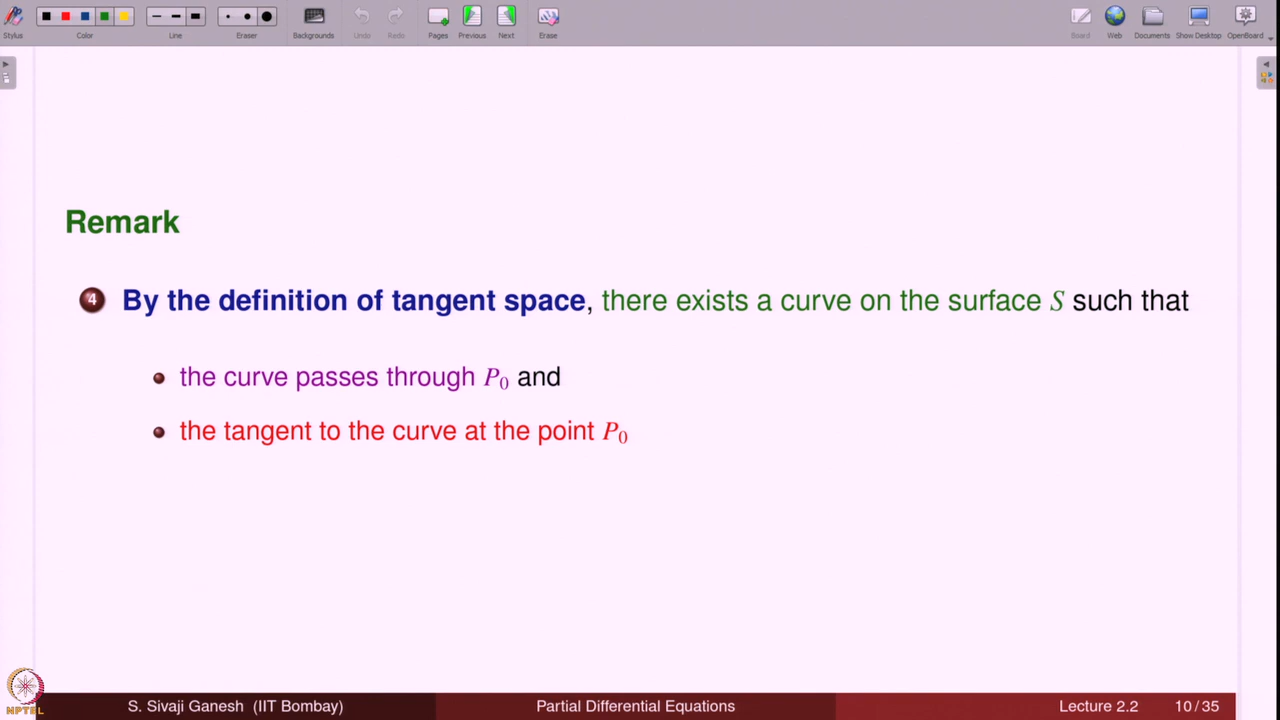 Stylus
Color
Line
Eraser
Backgrounds
Undo
Redo
Pages
Previous
Next
Erase
Board
Web
Documents
Show Desktop
OpenBoard
Remark
4 By the definition of tangent space, there exists a curve on the surface S such that
the curve passes through P₀ and
the tangent to the curve at the point P₀
NPTEL
S. Sivaji Ganesh (IIT Bombay) Partial Differential Equations Lecture 2.2 10/35